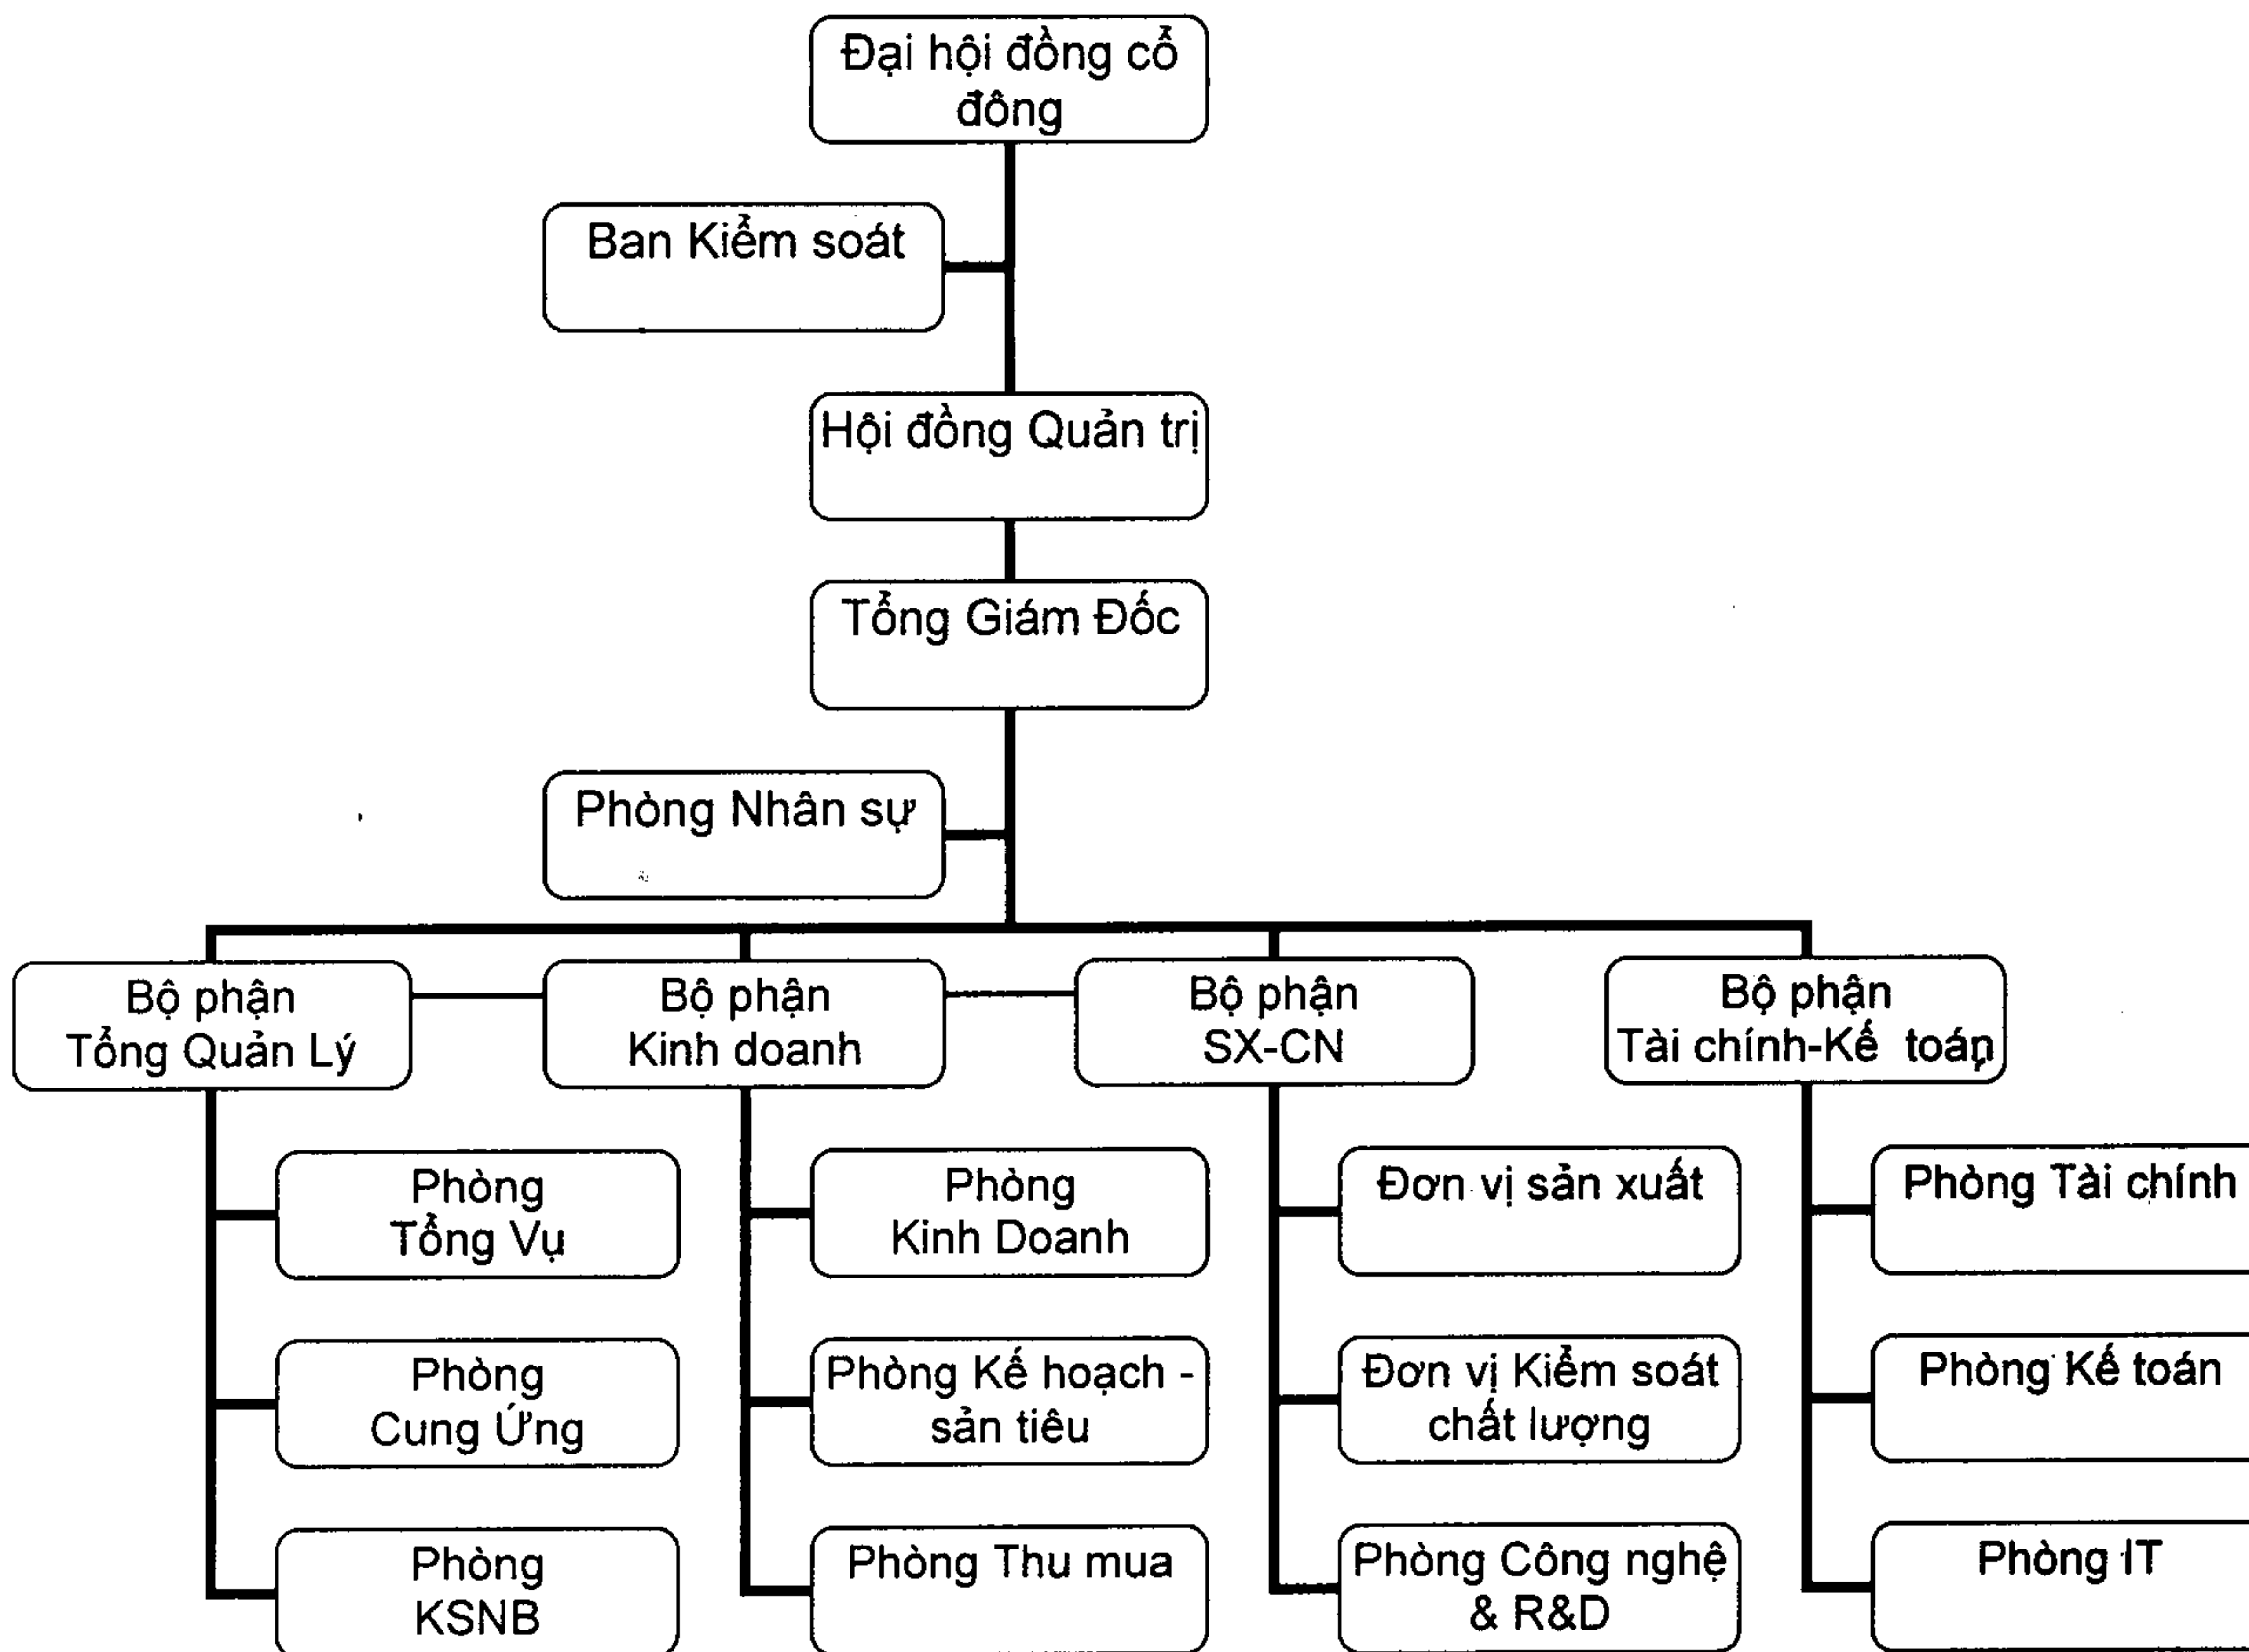 Đại hội đồng cổ
đông
Ban Kiểm soát
Hội đồng Quản trị
Tổng Giám Đốc
Phòng Nhân sự
Bộ phận
Tổng Quản Lý
Bộ phận
Kinh doanh
Bộ phận
SX-CN
Bộ phận
Tài chính-Kế toán
Phòng
Tổng Vụ
Phòng
Kinh Doanh
Đơn vị sản xuất
Phòng Tài chính
Phòng
Cung Ứng
Phòng Kế hoạch -
sản tiêu
Đơn vị Kiểm soát
chất lượng
Phòng Kế toán
Phòng
KSNB
Phòng Thu mua
Phòng Công nghệ
& R&D
Phòng IT